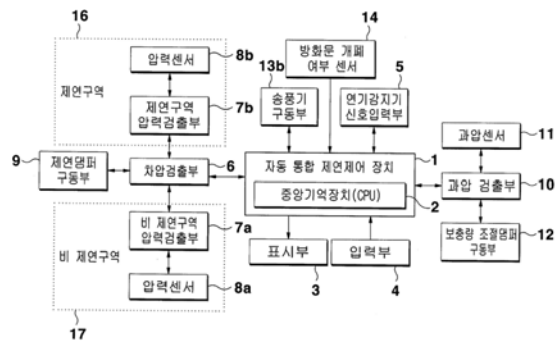 16
제연구역
압력센서
8b
제연구역
압력검출부
7b
14
방화문 개폐
여부 센서
13b
송풍기
구동부
5
연기감지기
신호입력부
9
제연댐퍼
구동부
차압검출부
6
1
자동 통합 제연제어 장치
중앙기억장치(CPU)
2
11
과압센서
과압 검출부
10
보충량 조절댐퍼
구동부
12
비 제연구역
비 제연구역
압력검출부
7a
압력센서
8a
17
표시부
3
입력부
4